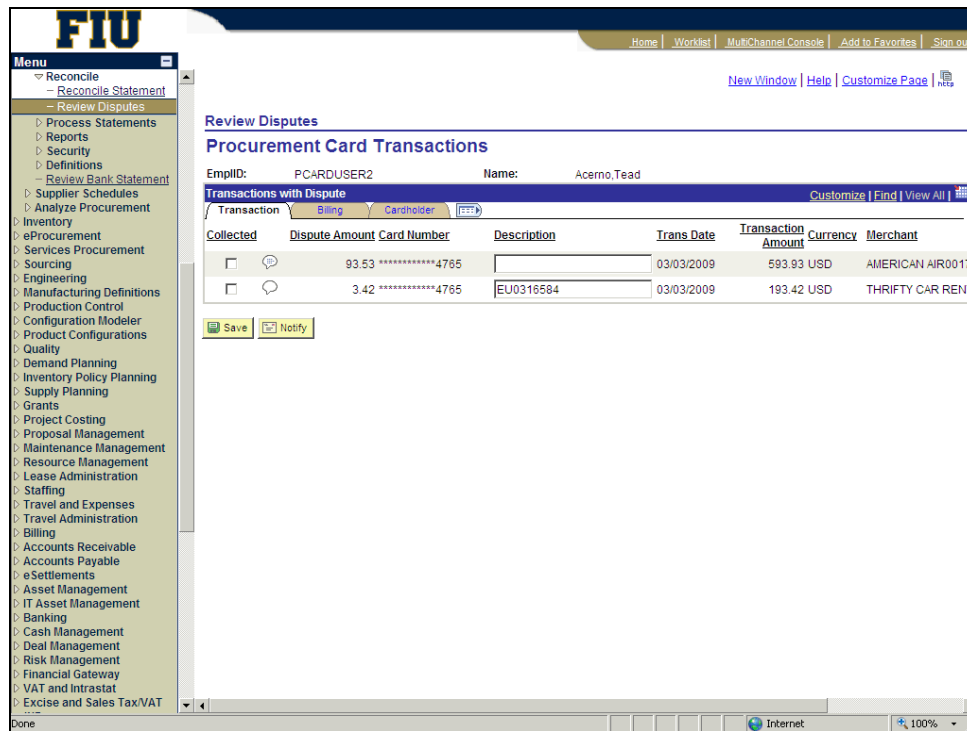 FIU
Home | Worklist | MultiChannel Console | Add to Favorites | Sign ou
Menu
Reconcile
– Reconcile Statement
– Review Disputes
Process Statements
Reports
Security
Definitions
– Review Bank Statement
Supplier Schedules
Analyze Procurement
Inventory
eProcurement
Services Procurement
Sourcing
Engineering
Manufacturing Definitions
Production Control
Configuration Modeler
Product Configurations
Quality
Demand Planning
Inventory Policy Planning
Supply Planning
Grants
Project Costing
Proposal Management
Maintenance Management
Resource Management
Lease Administration
Staffing
Travel and Expenses
Travel Administration
Billing
Accounts Receivable
Accounts Payable
eSettlements
Asset Management
IT Asset Management
Banking
Cash Management
Deal Management
Risk Management
Financial Gateway
VAT and Intrastat
Excise and Sales Tax/VAT
New Window | Help | Customize Page | http
Review Disputes
Procurement Card Transactions
EmplID: PCARDUSER2 Name: Acerno,Tead
Transactions with Dispute Customize | Find | View All |
Transaction Billing Cardholder
Collected Dispute Amount Card Number Description Trans Date Transaction Amount Currency Merchant
93.53 ************4765 03/03/2009 593.93 USD AMERICAN AIR0017
3.42 ************4765 EU0316584 03/03/2009 193.42 USD THRIFTY CAR REN
Save Notify
Done Internet 100%